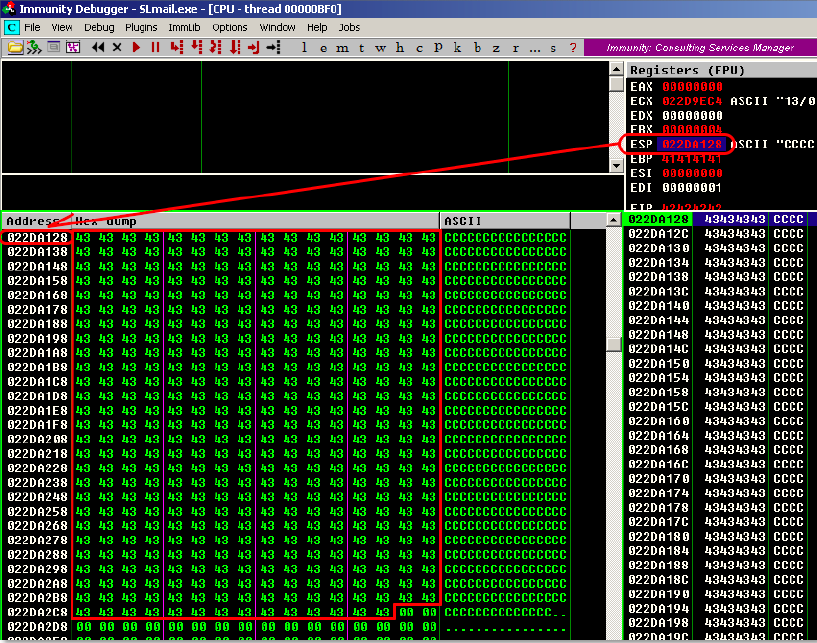 Immunity Debugger - SLmail.exe - [CPU - thread 00000BF0]
C File View Debug Plugins ImmLib Options Window Help Jobs
l e m t w h c p k b z r ... s ? Immunity: Consulting Services Manager
Registers (FPU)
EAX 00000000
ECX 022D9EC4 ASCII "13/0
EDX 00000000
EBX 00000004
ESP 022DA128 ASCII "CCCC
EBP 41414141
ESI 00000000
EDI 00000001
EIP 42424242
Address Hex dump ASCII
022DA128 43 43 43 43 43 43 43 43 43 43 43 43 43 43 43 43 CCCCCCCCCCCCCCCC
022DA138 43 43 43 43 43 43 43 43 43 43 43 43 43 43 43 43 CCCCCCCCCCCCCCCC
022DA148 43 43 43 43 43 43 43 43 43 43 43 43 43 43 43 43 CCCCCCCCCCCCCCCC
022DA158 43 43 43 43 43 43 43 43 43 43 43 43 43 43 43 43 CCCCCCCCCCCCCCCC
022DA168 43 43 43 43 43 43 43 43 43 43 43 43 43 43 43 43 CCCCCCCCCCCCCCCC
022DA178 43 43 43 43 43 43 43 43 43 43 43 43 43 43 43 43 CCCCCCCCCCCCCCCC
022DA188 43 43 43 43 43 43 43 43 43 43 43 43 43 43 43 43 CCCCCCCCCCCCCCCC
022DA198 43 43 43 43 43 43 43 43 43 43 43 43 43 43 43 43 CCCCCCCCCCCCCCCC
022DA1A8 43 43 43 43 43 43 43 43 43 43 43 43 43 43 43 43 CCCCCCCCCCCCCCCC
022DA1B8 43 43 43 43 43 43 43 43 43 43 43 43 43 43 43 43 CCCCCCCCCCCCCCCC
022DA1C8 43 43 43 43 43 43 43 43 43 43 43 43 43 43 43 43 CCCCCCCCCCCCCCCC
022DA1D8 43 43 43 43 43 43 43 43 43 43 43 43 43 43 43 43 CCCCCCCCCCCCCCCC
022DA1E8 43 43 43 43 43 43 43 43 43 43 43 43 43 43 43 43 CCCCCCCCCCCCCCCC
022DA1F8 43 43 43 43 43 43 43 43 43 43 43 43 43 43 43 43 CCCCCCCCCCCCCCCC
022DA208 43 43 43 43 43 43 43 43 43 43 43 43 43 43 43 43 CCCCCCCCCCCCCCCC
022DA218 43 43 43 43 43 43 43 43 43 43 43 43 43 43 43 43 CCCCCCCCCCCCCCCC
022DA228 43 43 43 43 43 43 43 43 43 43 43 43 43 43 43 43 CCCCCCCCCCCCCCCC
022DA238 43 43 43 43 43 43 43 43 43 43 43 43 43 43 43 43 CCCCCCCCCCCCCCCC
022DA248 43 43 43 43 43 43 43 43 43 43 43 43 43 43 43 43 CCCCCCCCCCCCCCCC
022DA258 43 43 43 43 43 43 43 43 43 43 43 43 43 43 43 43 CCCCCCCCCCCCCCCC
022DA268 43 43 43 43 43 43 43 43 43 43 43 43 43 43 43 43 CCCCCCCCCCCCCCCC
022DA278 43 43 43 43 43 43 43 43 43 43 43 43 43 43 43 43 CCCCCCCCCCCCCCCC
022DA288 43 43 43 43 43 43 43 43 43 43 43 43 43 43 43 43 CCCCCCCCCCCCCCCC
022DA298 43 43 43 43 43 43 43 43 43 43 43 43 43 43 43 43 CCCCCCCCCCCCCCCC
022DA2A8 43 43 43 43 43 43 43 43 43 43 43 43 43 43 43 43 CCCCCCCCCCCCCCCC
022DA2B8 43 43 43 43 43 43 43 43 43 43 43 43 43 43 43 43 CCCCCCCCCCCCCCCC
022DA2C8 43 43 43 43 43 43 43 43 43 43 43 43 43 43 00 00 CCCCCCCCCCCCCC..
022DA2D8 00 00 00 00 00 00 00 00 00 00 00 00 00 00 00 00 ................
022DA128 43434343 CCCC
022DA12C 43434343 CCCC
022DA130 43434343 CCCC
022DA134 43434343 CCCC
022DA138 43434343 CCCC
022DA13C 43434343 CCCC
022DA140 43434343 CCCC
022DA144 43434343 CCCC
022DA148 43434343 CCCC
022DA14C 43434343 CCCC
022DA150 43434343 CCCC
022DA154 43434343 CCCC
022DA158 43434343 CCCC
022DA15C 43434343 CCCC
022DA160 43434343 CCCC
022DA164 43434343 CCCC
022DA168 43434343 CCCC
022DA16C 43434343 CCCC
022DA170 43434343 CCCC
022DA174 43434343 CCCC
022DA178 43434343 CCCC
022DA17C 43434343 CCCC
022DA180 43434343 CCCC
022DA184 43434343 CCCC
022DA188 43434343 CCCC
022DA18C 43434343 CCCC
022DA190 43434343 CCCC
022DA194 43434343 CCCC
022DA198 43434343 CCCC